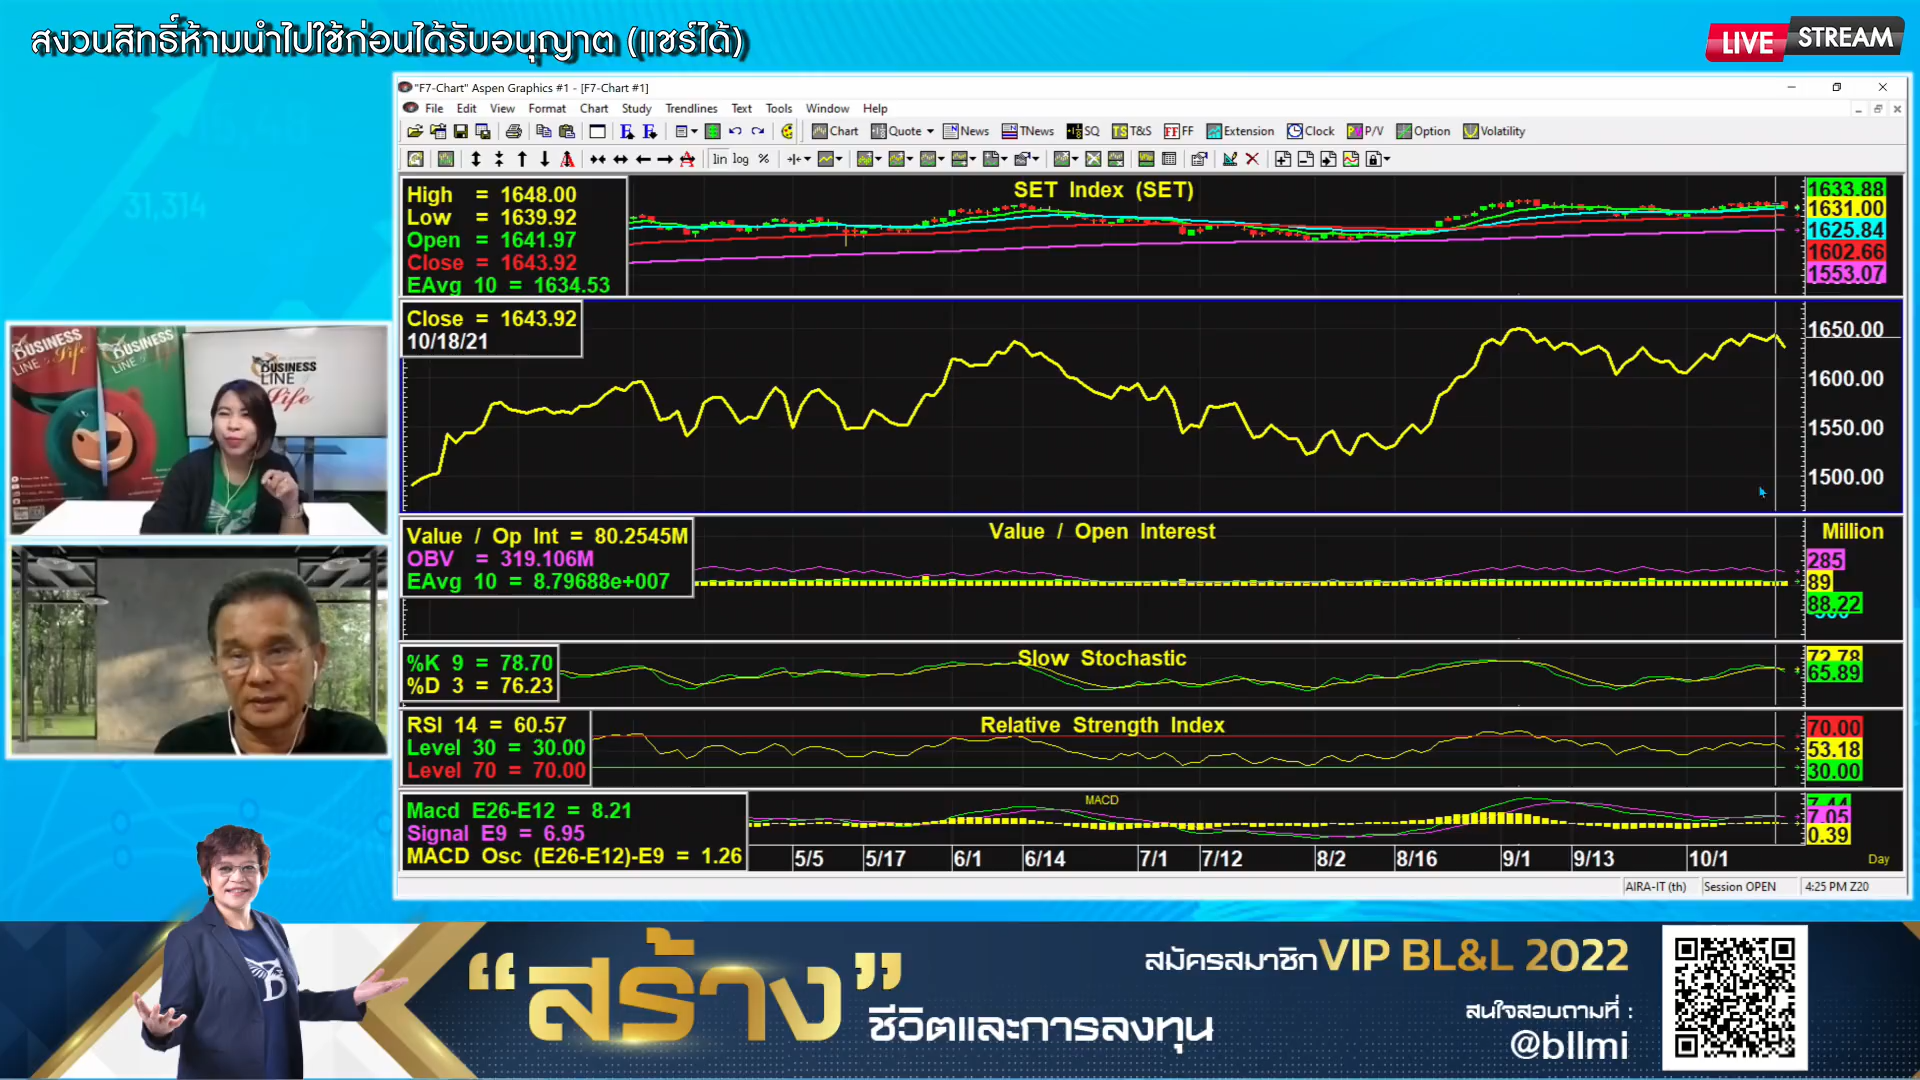 สงวนสิทธิ์ห้ามนำไปใช้ก่อนได้รับอนุญาต (แชร์ได้)
LIVE STREAM
31,314
"F7-Chart" Aspen Graphics #1 - [F7-Chart #1]
File Edit View Format Chart Study Trendlines Text Tools Window Help
Chart Quote News TNews SQ T&S FF Extension Clock P/V Option Volatility
lin log %
High = 1648.00
Low = 1639.92
Open = 1641.97
Close = 1643.92
EAvg 10 = 1634.53
SET Index (SET)
1633.88
1631.00
1625.84
1602.66
1553.07
Close = 1643.92
10/18/21
1650.00
1600.00
1550.00
1500.00
Value / Op Int = 80.2545M
OBV = 319.106M
EAvg 10 = 8.79688e+007
Value / Open Interest
Million
285
89
88.22
%K 9 = 78.70
%D 3 = 76.23
Slow Stochastic
72.78
65.89
RSI 14 = 60.57
Level 30 = 30.00
Level 70 = 70.00
Relative Strength Index
70.00
53.18
30.00
Macd E26-E12 = 8.21
Signal E9 = 6.95
MACD Osc (E26-E12)-E9 = 1.26
MACD
7.44
7.05
0.39
5/5 5/17 6/1 6/14 7/1 7/12 8/2 8/16 9/1 9/13 10/1 Day
AIRA-IT (th) Session OPEN 4:25 PM Z20
BUSINESS
LINE
Life
BUSINESS
LINE
BUSINESS
LINE
Life
“สร้าง”
ชีวิตและการลงทุน
สมัครสมาชิก VIP BL&L 2022
สนใจสอบถามที่ :
@bllmi